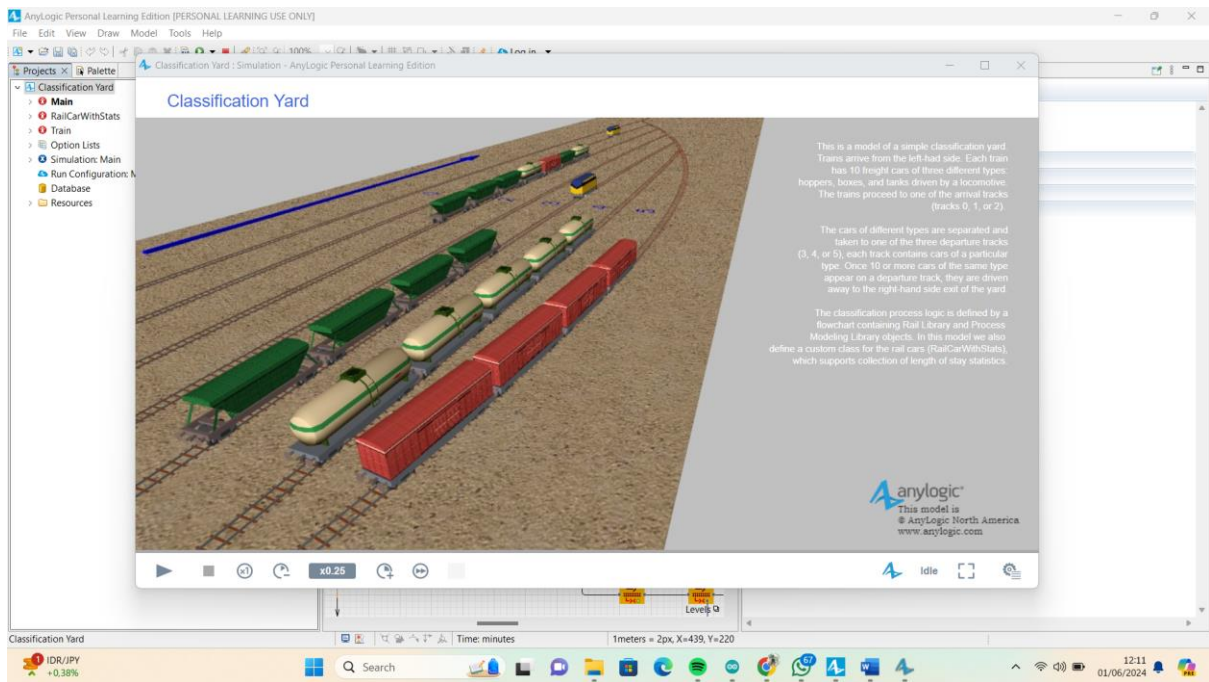 AnyLogic Personal Learning Edition [PERSONAL LEARNING USE ONLY]
File Edit View Draw Model Tools Help
100%
Log in
Projects
Palette
Classification Yard : Simulation - AnyLogic Personal Learning Edition
Classification Yard
Main
RailCarWithStats
Train
Option Lists
Simulation: Main
Run Configuration: M
Database
Resources
Classification Yard
This is a model of a simple classification yard.
Trains arrive from the left-had side. Each train
has 10 freight cars of three different types:
hoppers, boxes, and tanks driven by a locomotive.
The trains proceed to one of the arrival tracks
(tracks 0, 1, or 2).
The cars of different types are separated and
taken to one of the three departure tracks
(3, 4, or 5), each track contains cars of a particular
type. Once 10 or more cars of the same type
appear on a departure track, they are driven
away to the right-hand side exit of the yard.
The classification process logic is defined by a
flowchart containing Rail Library and Process
Modeling Library objects. In this model we also
define a custom class for the rail cars (RailCarWithStats),
which supports collection of length of stay statistics.
anylogic
This model is
© AnyLogic North America
www.anylogic.com
x1
x0.25
Idle
Levels
Classification Yard
Time: minutes
1meters = 2px, X=439, Y=220
1
IDR/JPY
+0,38%
Search
67
12:11
01/06/2024